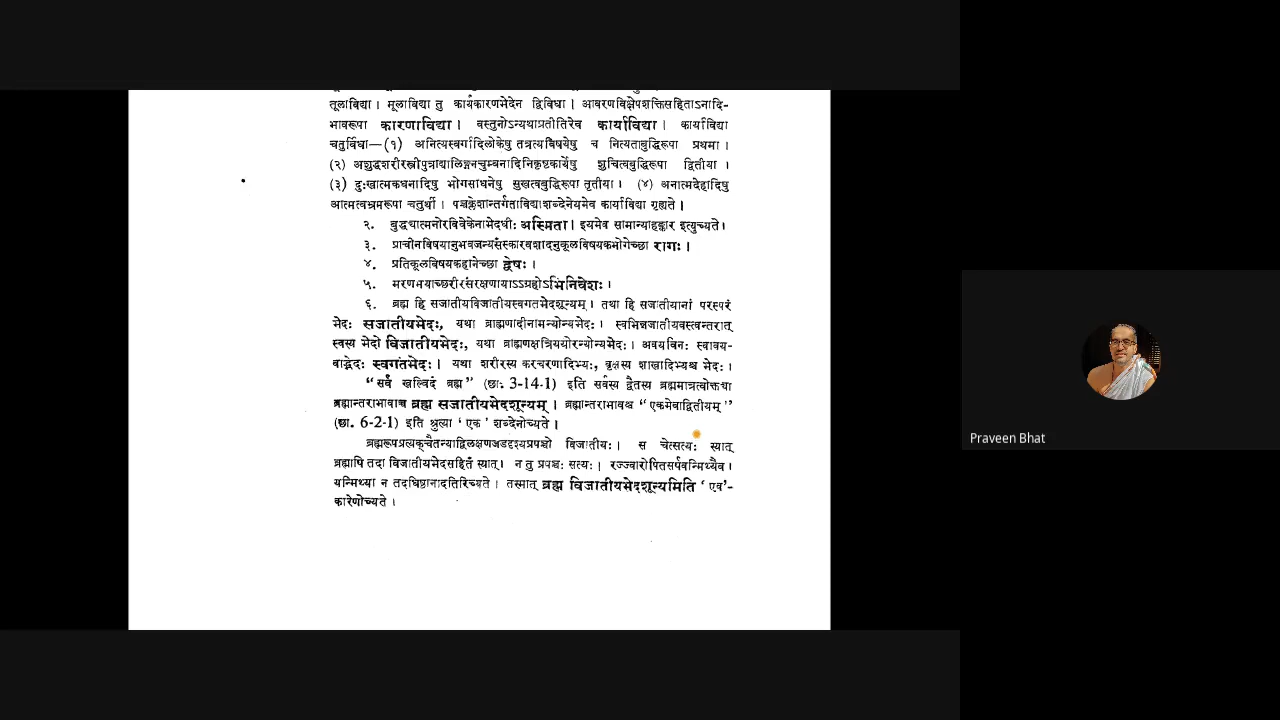 तूलाविद्या । मूलाविद्या तु कार्यकारणभेदेन द्विविधा । आवरणविक्षेपशक्तिसहिताऽनादि-
भावरूपा कारणाविद्या । वस्तुनोऽन्यथाप्रतीतिरेव कार्याविद्या । कार्याविद्या
चतुर्विधा—(१) अनित्यस्वर्गादिलोकेषु तत्रत्यविषयेषु च नित्यताबुद्धिरूपा प्रथमा ।
(२) अशुद्धशरीरस्त्रीपुत्राद्यालिङ्गनचुम्बनादिनिकृष्टकार्येषु शुचित्वबुद्धिरूपा द्वितीया ।
(३) दुःखात्मकधनादिषु भोगसाधनेषु सुखत्वबुद्धिरूपा तृतीया । (४) अनात्मदेहादिषु
आत्मत्वभ्रमरूपा चतुर्थी । पञ्चक्लेशान्तर्गताविद्याशब्देनेयमेव कार्याविद्या गृह्यते ।
२. बुद्ध्यात्मनोरविवेकेनाभेदधीः अस्मिता । इयमेव सामान्याहङ्कार इत्युच्यते ।
३. प्राचीनविषयानुभवजन्यसंस्कारवशादनुकूलविषयकभोगेच्छा रागः ।
४. प्रतिकूलविषयकहानेच्छा द्वेषः ।
५. मरणभयाच्छरीरसंरक्षणायाऽऽग्रहोऽभिनिवेशः ।
६. ब्रह्म हि सजातीयविजातीयस्वगतभेदशून्यम् । तथा हि सजातीयानां परस्परं
भेदः सजातीयभेदः, यथा ब्राह्मणादीनामन्योन्यभेदः । स्वभिन्नजातीयवस्त्वन्तरात्
स्वस्य भेदो विजातीयभेदः, यथा ब्राह्मणक्षत्रिययोरन्योन्यभेदः । अवयविनः स्वावय-
वाद्भेदः स्वगतभेदः । यथा शरीरस्य करचरणादिभ्यः, वृक्षस्य शाखादिभ्यश्च भेदः ।
“सर्वं खल्विदं ब्रह्म” (छा. 3-14-1) इति सर्वस्य द्वैतस्य ब्रह्ममात्रत्वोक्तया
ब्रह्मान्तराभावाच्च ब्रह्म सजातीयभेदशून्यम् । ब्रह्मान्तराभावश्च “एकमेवाद्वितीयम्”
(छा. 6-2-1) इति श्रुत्या ‘एक’ शब्देनोच्यते ।
ब्रह्मरूपप्रत्यक्चैतन्याद्विलक्षणजडदृश्यप्रपञ्चो विजातीयः । स चेत्सत्यः स्यात्
ब्रह्मापि तदा विजातीयभेदसहितं स्यात् । न तु प्रपञ्चः सत्यः । रज्ज्वारोपितसर्पवन्मिथ्यैव ।
यन्मिथ्या न तदधिष्ठानादतिरिच्यते । तस्मात् ब्रह्म विजातीयभेदशून्यमिति ‘एव’-
कारेणोच्यते ।
Praveen Bhat